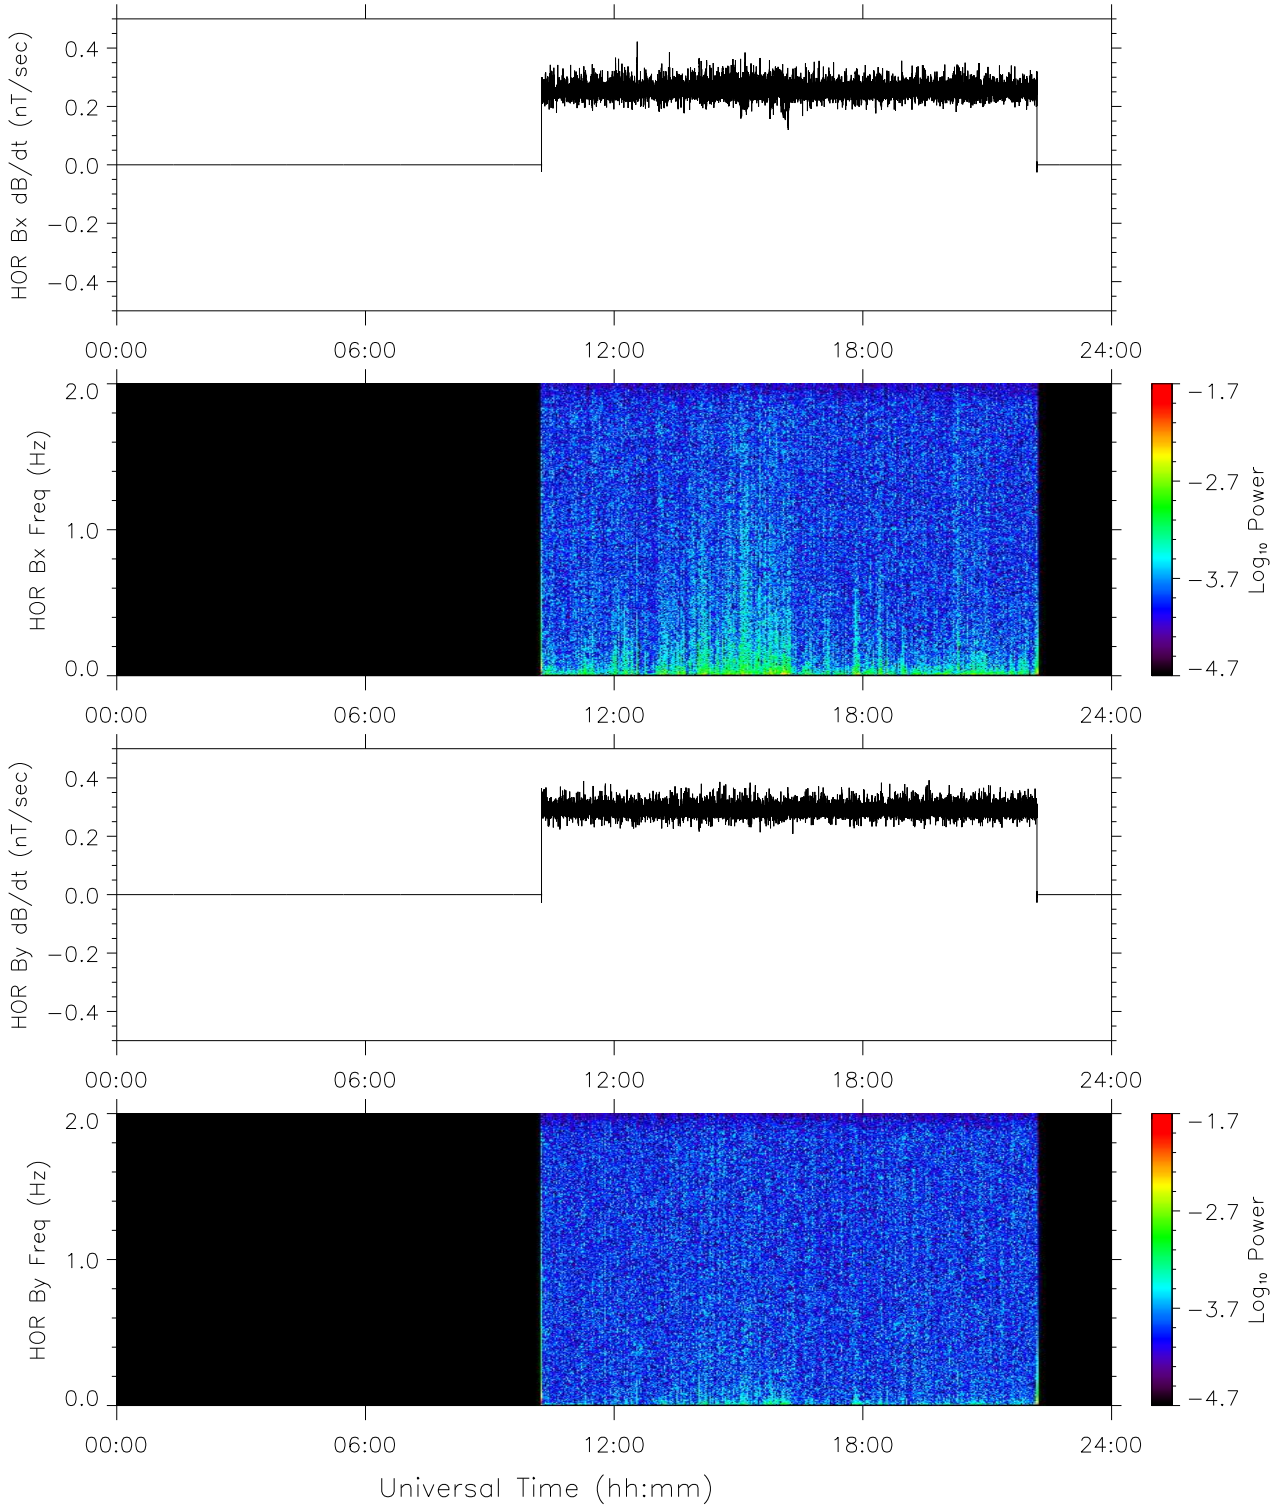 HOR Bx dB/dt (nT/sec)
0.4
0.2
0.0
−0.2
−0.4
00:00 06:00 12:00 18:00 24:00
HOR Bx Freq (Hz)
2.0
1.0
0.0
−1.7
−2.7
−3.7
−4.7
Log₁₀ Power
00:00 06:00 12:00 18:00 24:00
HOR By dB/dt (nT/sec)
0.4
0.2
0.0
−0.2
−0.4
00:00 06:00 12:00 18:00 24:00
HOR By Freq (Hz)
2.0
1.0
0.0
−1.7
−2.7
−3.7
−4.7
Log₁₀ Power
00:00 06:00 12:00 18:00 24:00
Universal Time (hh:mm)